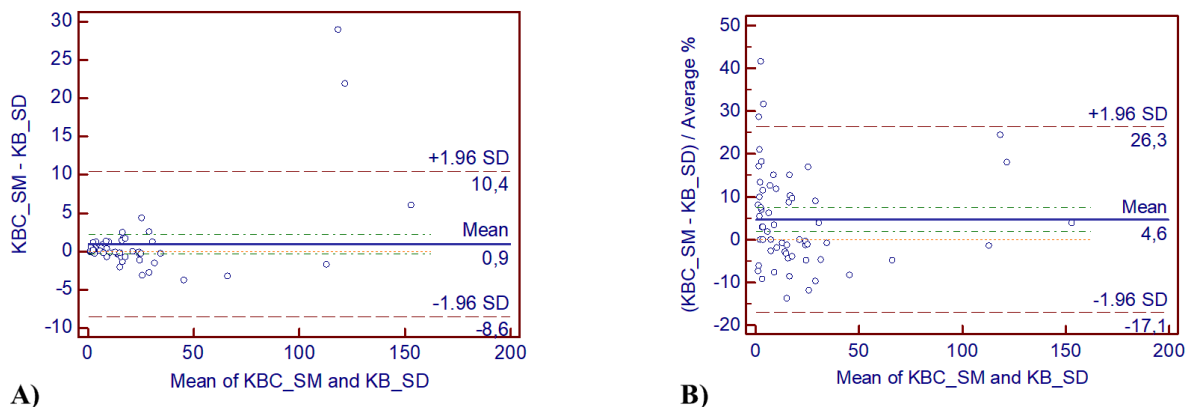 30
25
20
15
10
5
0
-5
-10
KBC_SM - KB_SD
+1.96 SD
10,4
Mean
0,9
-1.96 SD
-8,6
0
50
100
150
200
Mean of KBC_SM and KB_SD
A)
50
40
30
20
10
0
-10
-20
(KBC_SM - KB_SD) / Average %
+1.96 SD
26,3
Mean
4,6
-1.96 SD
-17,1
0
50
100
150
200
Mean of KBC_SM and KB_SD
B)